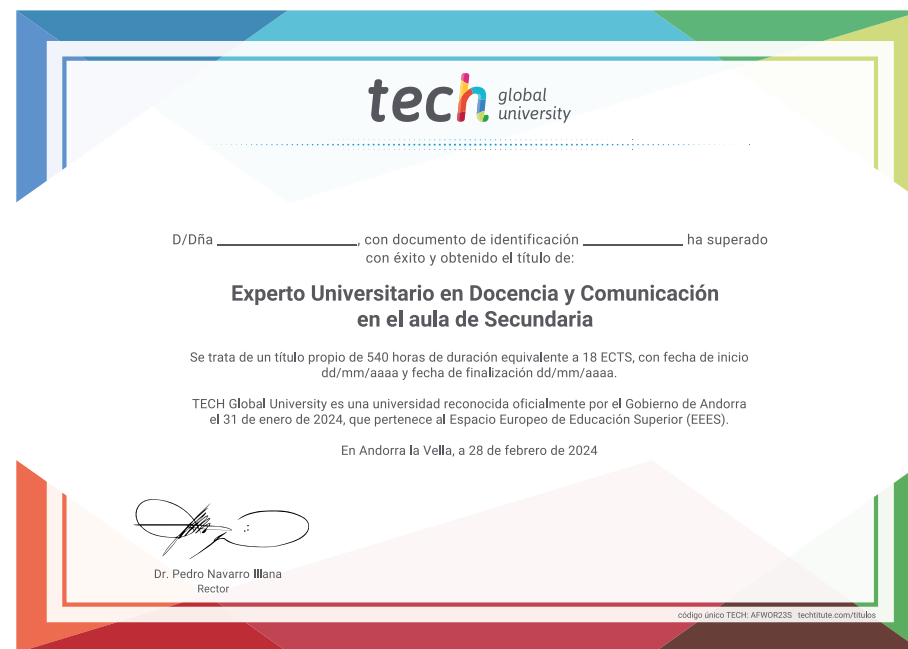 tech global university
D/Dña ____________, con documento de identificación ____________ ha superado
con éxito y obtenido el título de:
Experto Universitario en Docencia y Comunicación
en el aula de Secundaria
Se trata de un título propio de 540 horas de duración equivalente a 18 ECTS, con fecha de inicio
dd/mm/aaaa y fecha de finalización dd/mm/aaaa.
TECH Global University es una universidad reconocida oficialmente por el Gobierno de Andorra
el 31 de enero de 2024, que pertenece al Espacio Europeo de Educación Superior (EEES).
En Andorra la Vella, a 28 de febrero de 2024
Dr. Pedro Navarro Illana
Rector
código único TECH: AFWOR23S techtitute.com/titulos